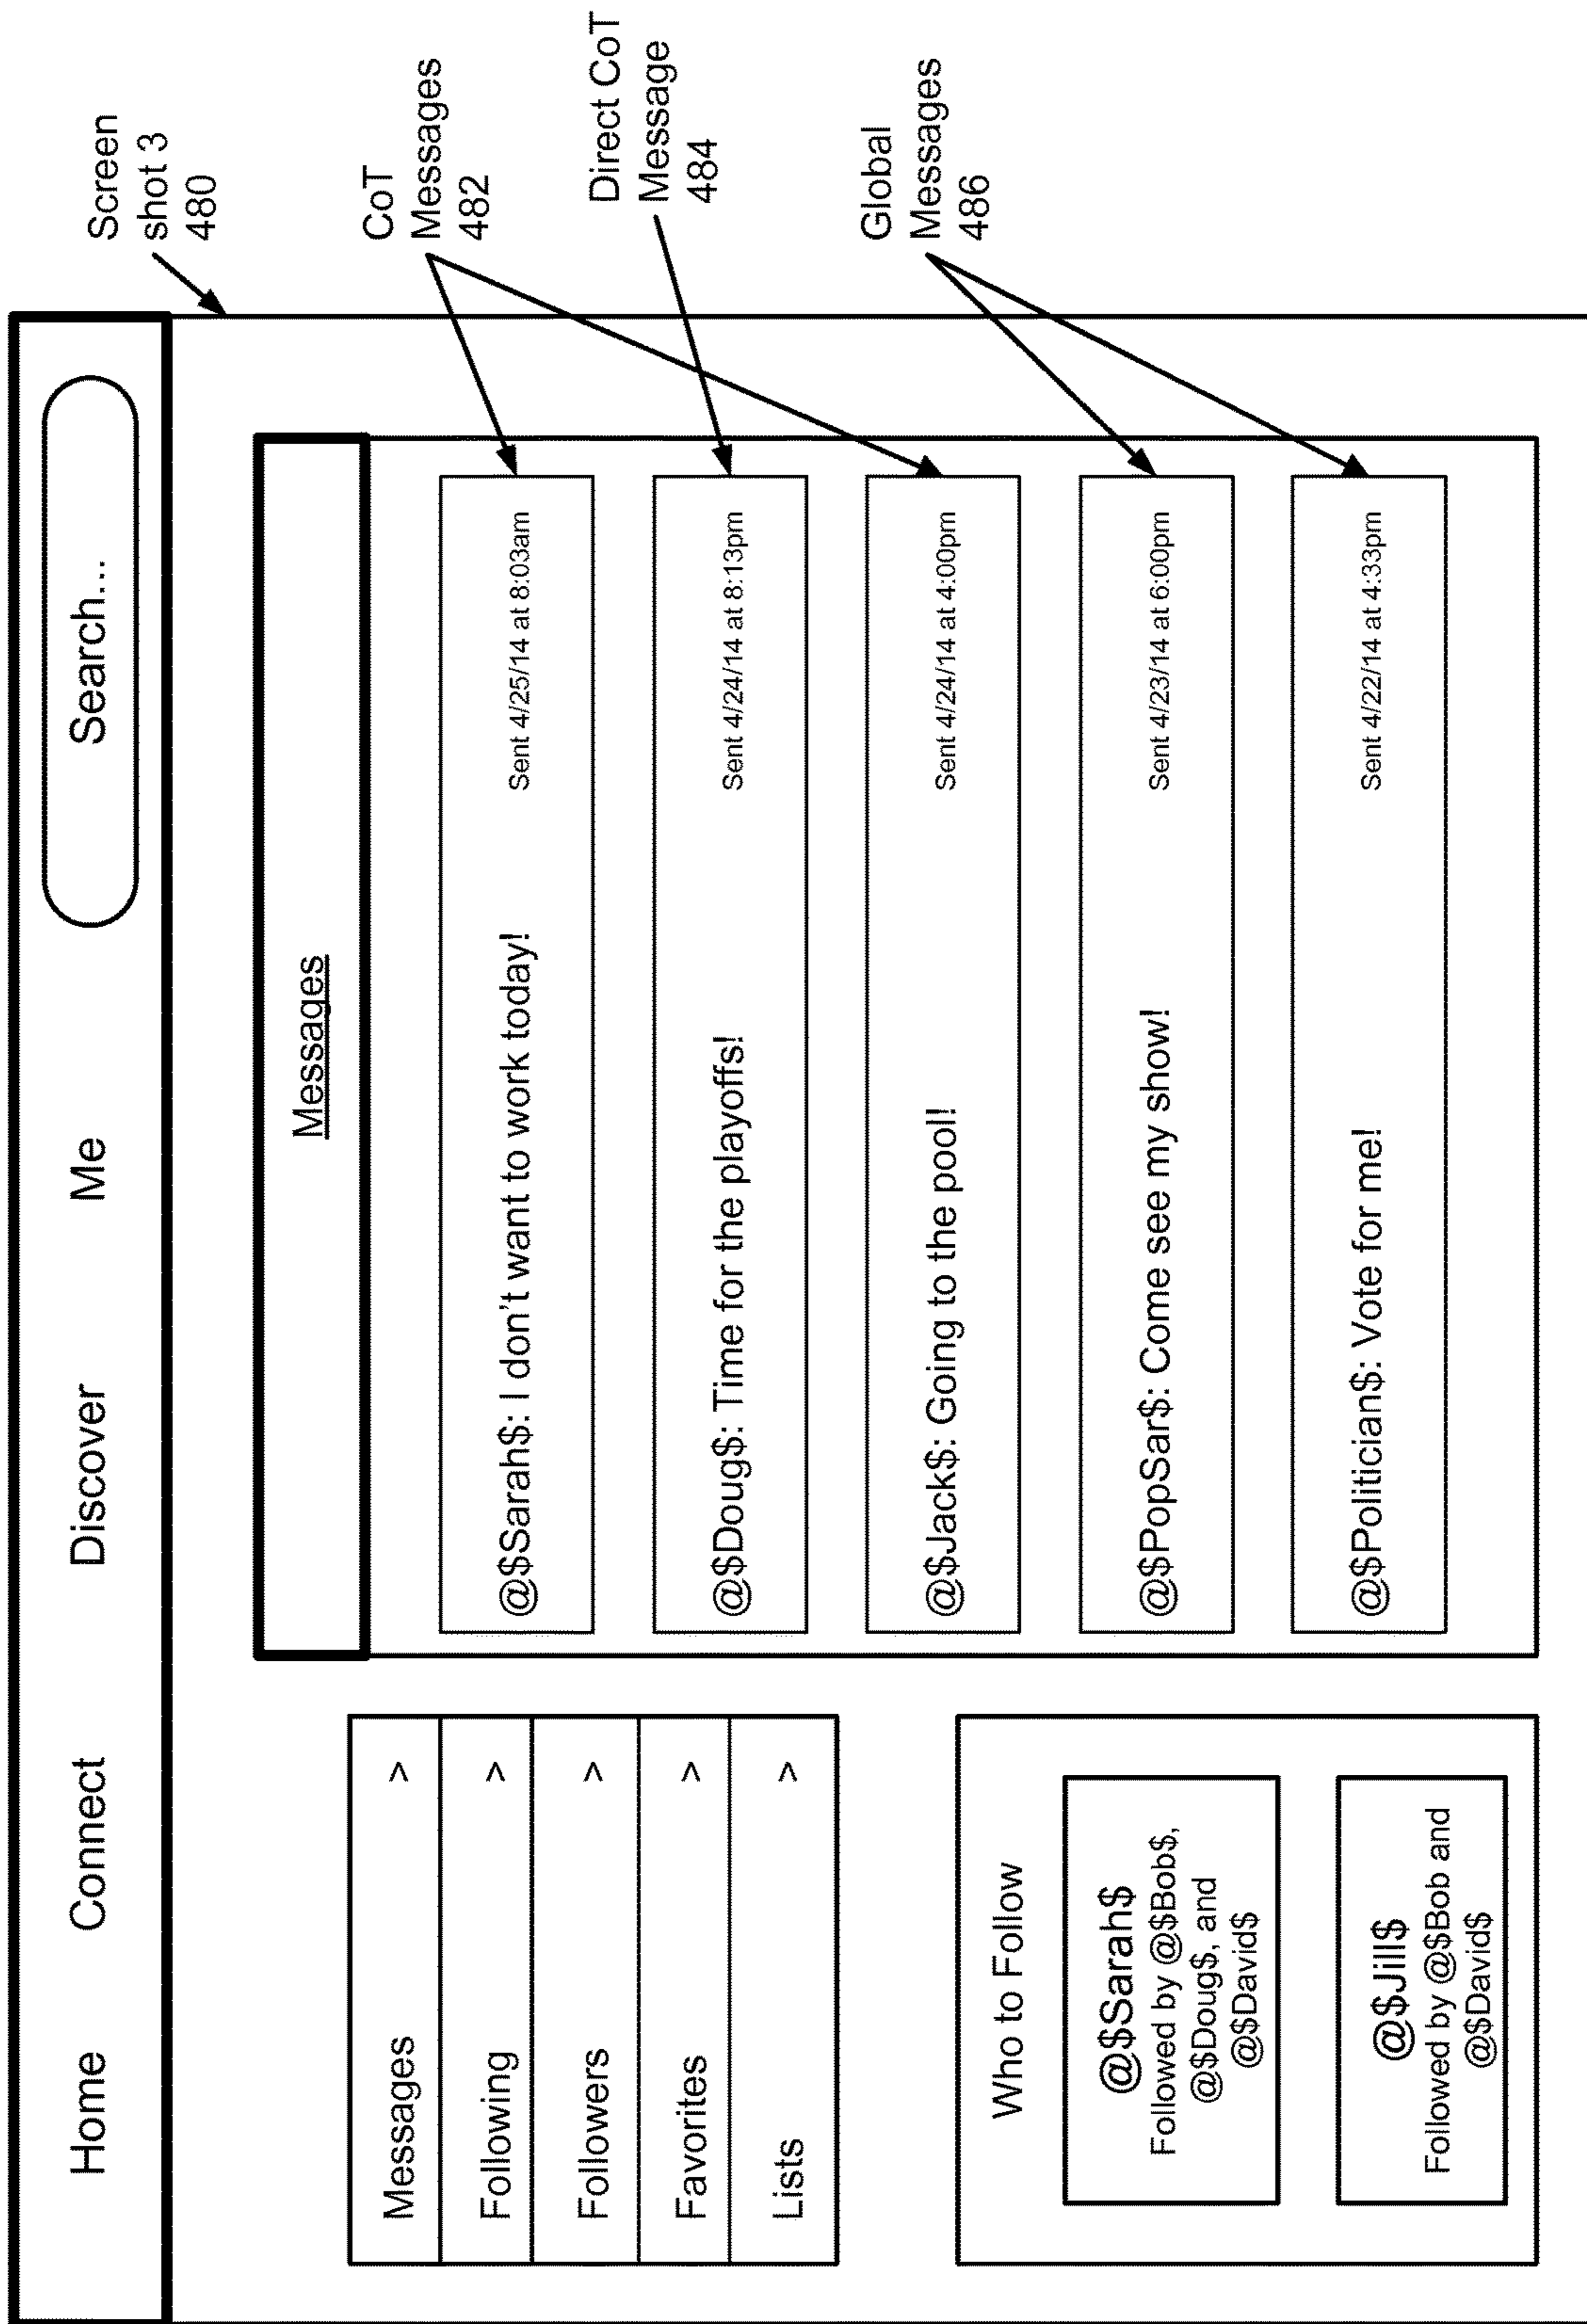 Home Connect Discover Me Search...
Screen
shot 3
480
Messages >
Following >
Followers >
Favorites >
Lists >
Who to Follow
@$Sarah$
Followed by @$Bob$,
@$Doug$, and
@$David$
@$Jill$
Followed by @$Bob and
@$David$
Messages
@$Sarah$: I don't want to work today! Sent 4/25/14 at 8:03am
@$Doug$: Time for the playoffs! Sent 4/24/14 at 8:13pm
@$Jack$: Going to the pool! Sent 4/24/14 at 4:00pm
@$PopSar$: Come see my show! Sent 4/23/14 at 6:00pm
@$Politician$: Vote for me! Sent 4/22/14 at 4:33pm
CoT
Messages
482
Direct CoT
Message
484
Global
Messages
486